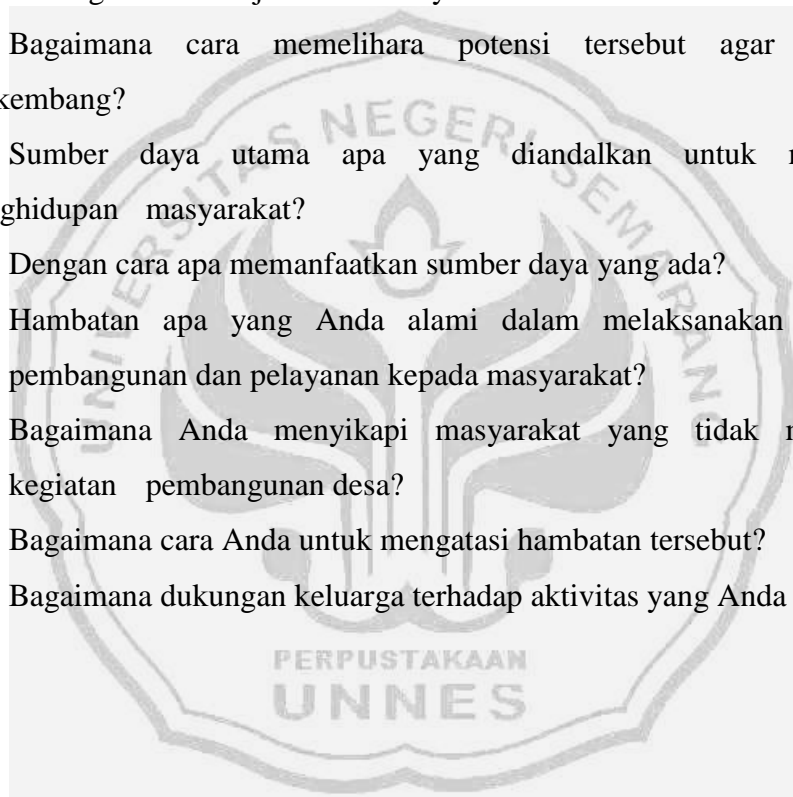 Bagaimana cara memelihara potensi tersebut agar
kembang?
Sumber daya utama apa yang diandalkan untuk
ghidupan masyarakat?
Dengan cara apa memanfaatkan sumber daya yang ada?
Hambatan apa yang Anda alami dalam melaksanakan
pembangunan dan pelayanan kepada masyarakat?
Bagaimana Anda menyikapi masyarakat yang tidak
kegiatan pembangunan desa?
Bagaimana cara Anda untuk mengatasi hambatan tersebut?
Bagaimana dukungan keluarga terhadap aktivitas yang Anda
UNIVERSITAS NEGERI SEMARANG
PERPUSTAKAAN
UNNES